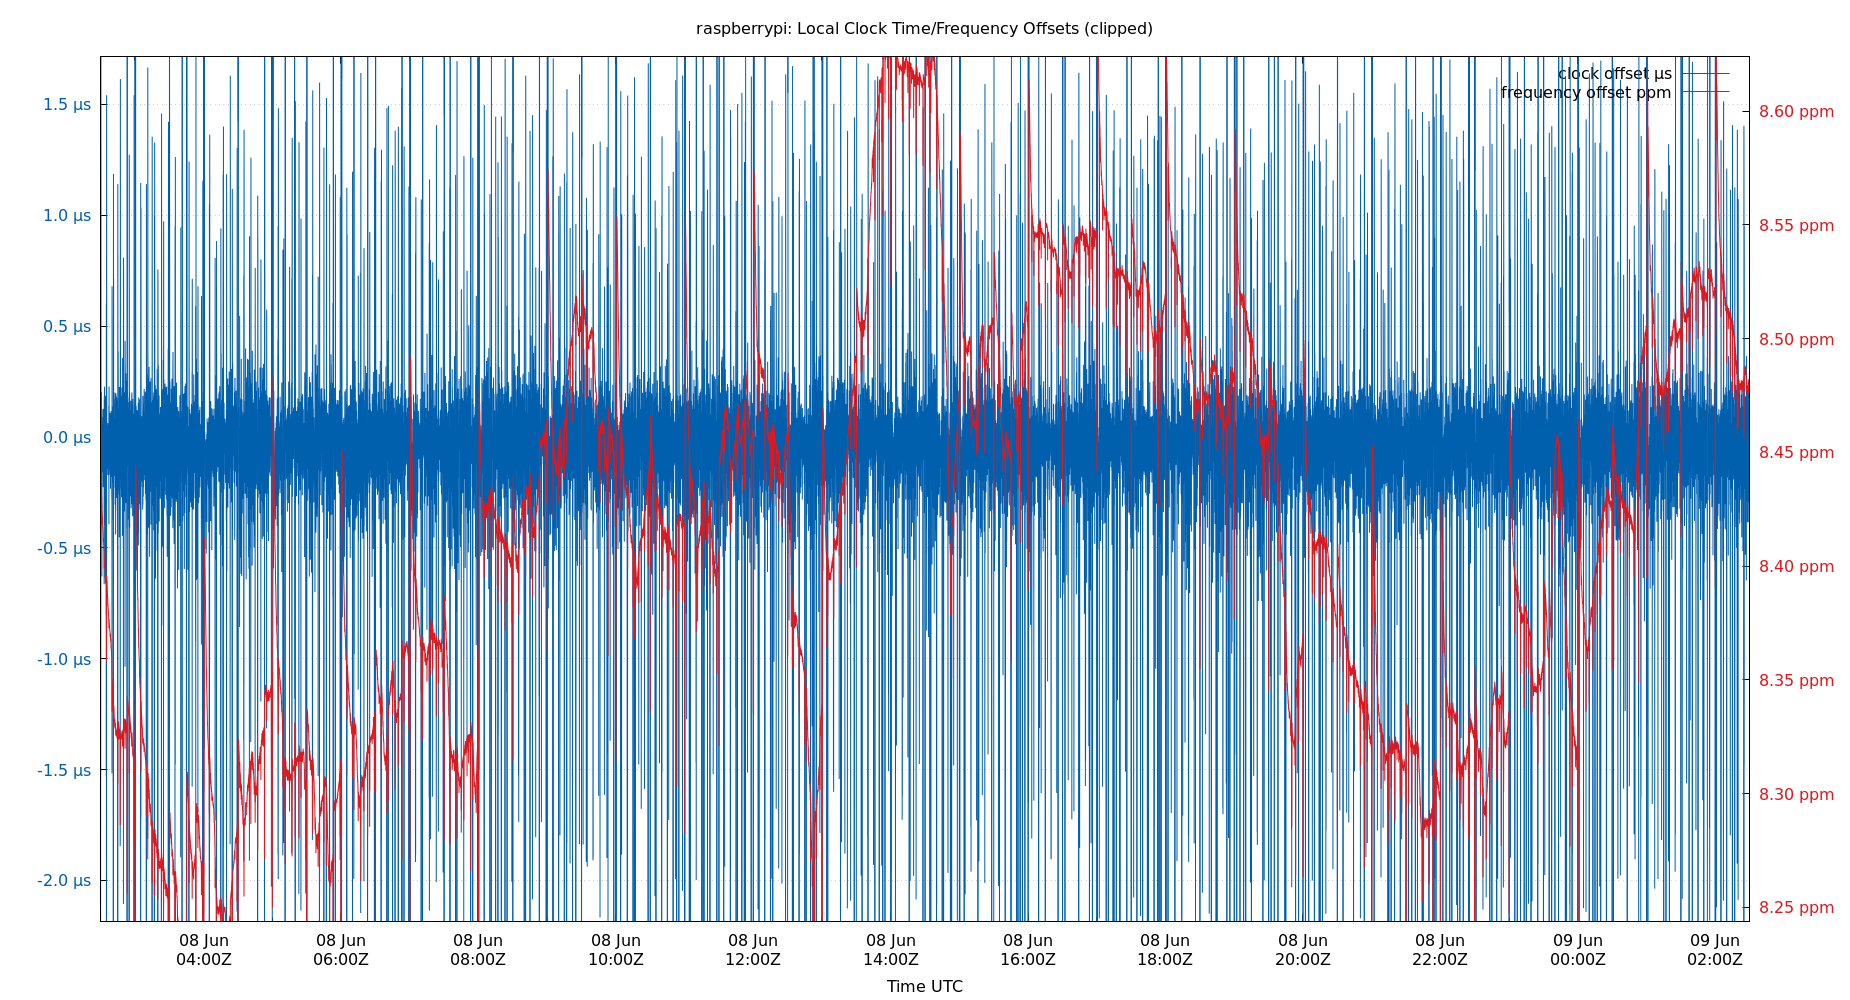 raspberrypi: Local Clock Time/Frequency Offsets (clipped)
clock offset µs
frequency offset ppm
1.5 µs
1.0 µs
0.5 µs
0.0 µs
-0.5 µs
-1.0 µs
-1.5 µs
-2.0 µs
8.60 ppm
8.55 ppm
8.50 ppm
8.45 ppm
8.40 ppm
8.35 ppm
8.30 ppm
8.25 ppm
08 Jun 08 Jun 08 Jun 08 Jun 08 Jun 08 Jun 08 Jun 08 Jun 08 Jun 08 Jun 09 Jun 09 Jun
04:00Z 06:00Z 08:00Z 10:00Z 12:00Z 14:00Z 16:00Z 18:00Z 20:00Z 22:00Z 00:00Z 02:00Z
Time UTC